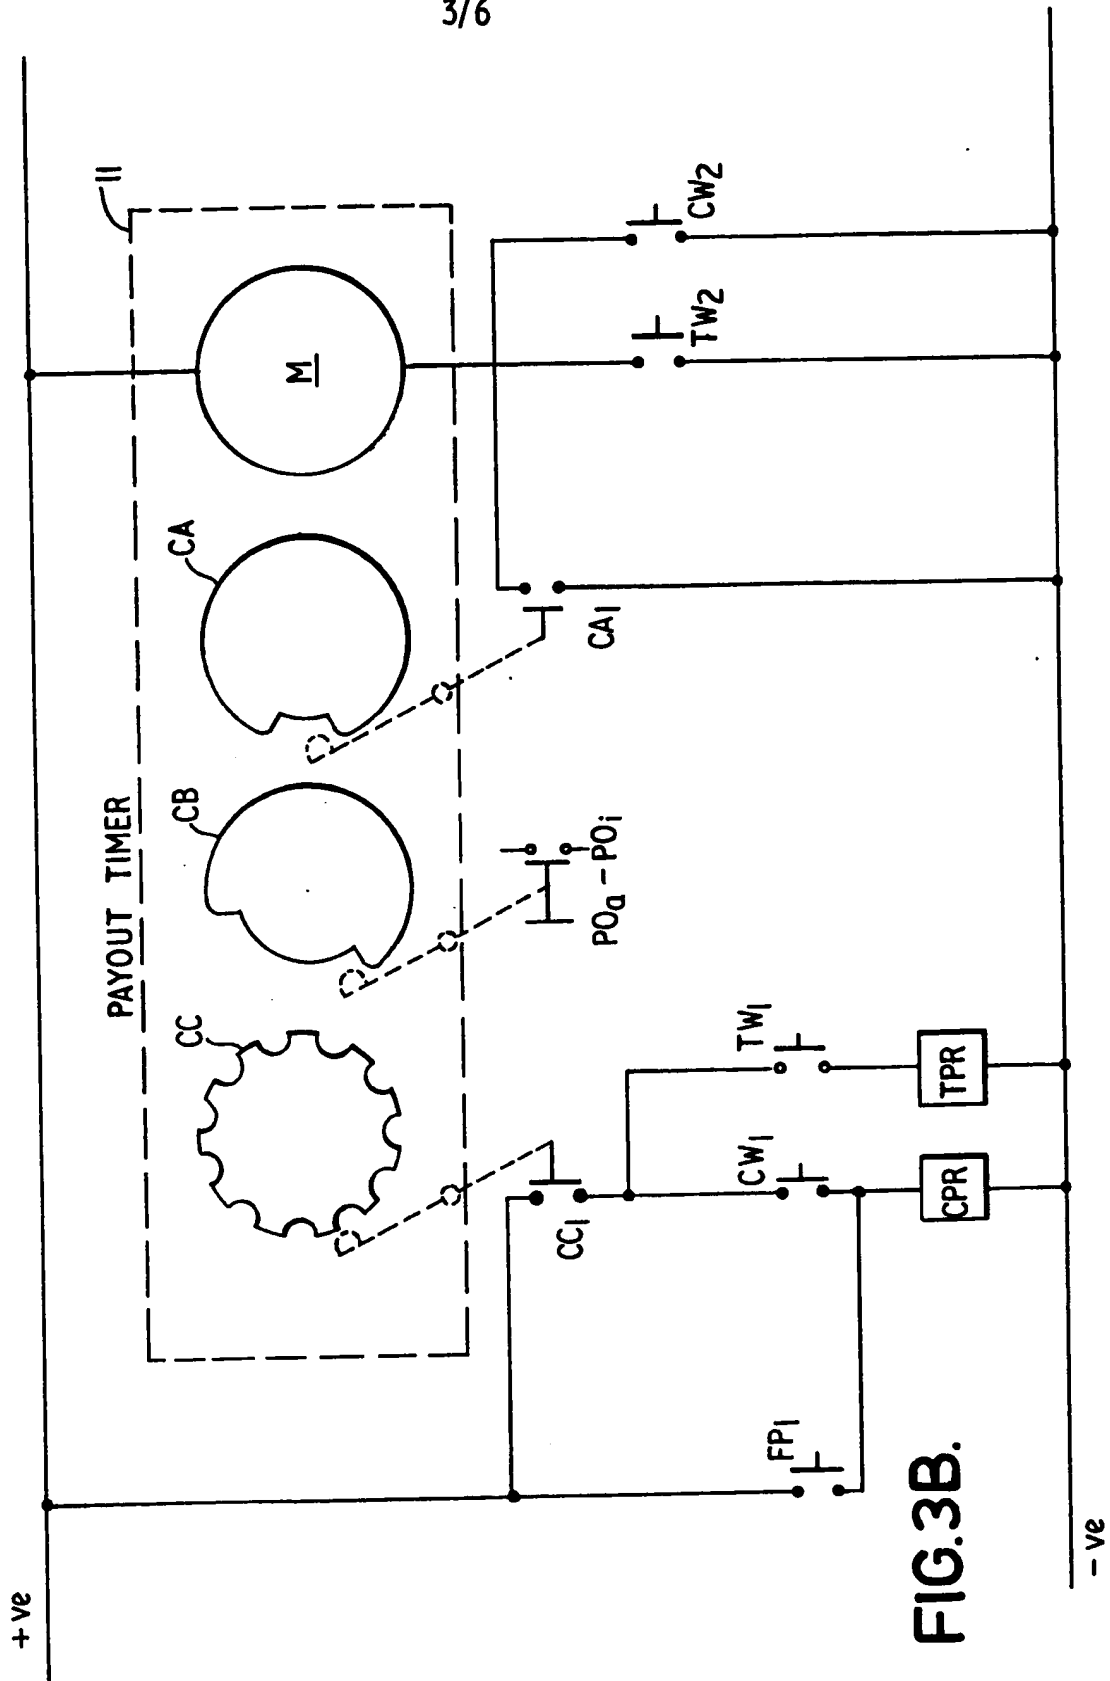 3/6
+ve
PAYOUT TIMER
11
CC
CB
CA
M
CC1
POa - POi
CA1
FP1
CW1
TW1
TW2
CW2
CPR
TPR
FIG.3B.
-ve